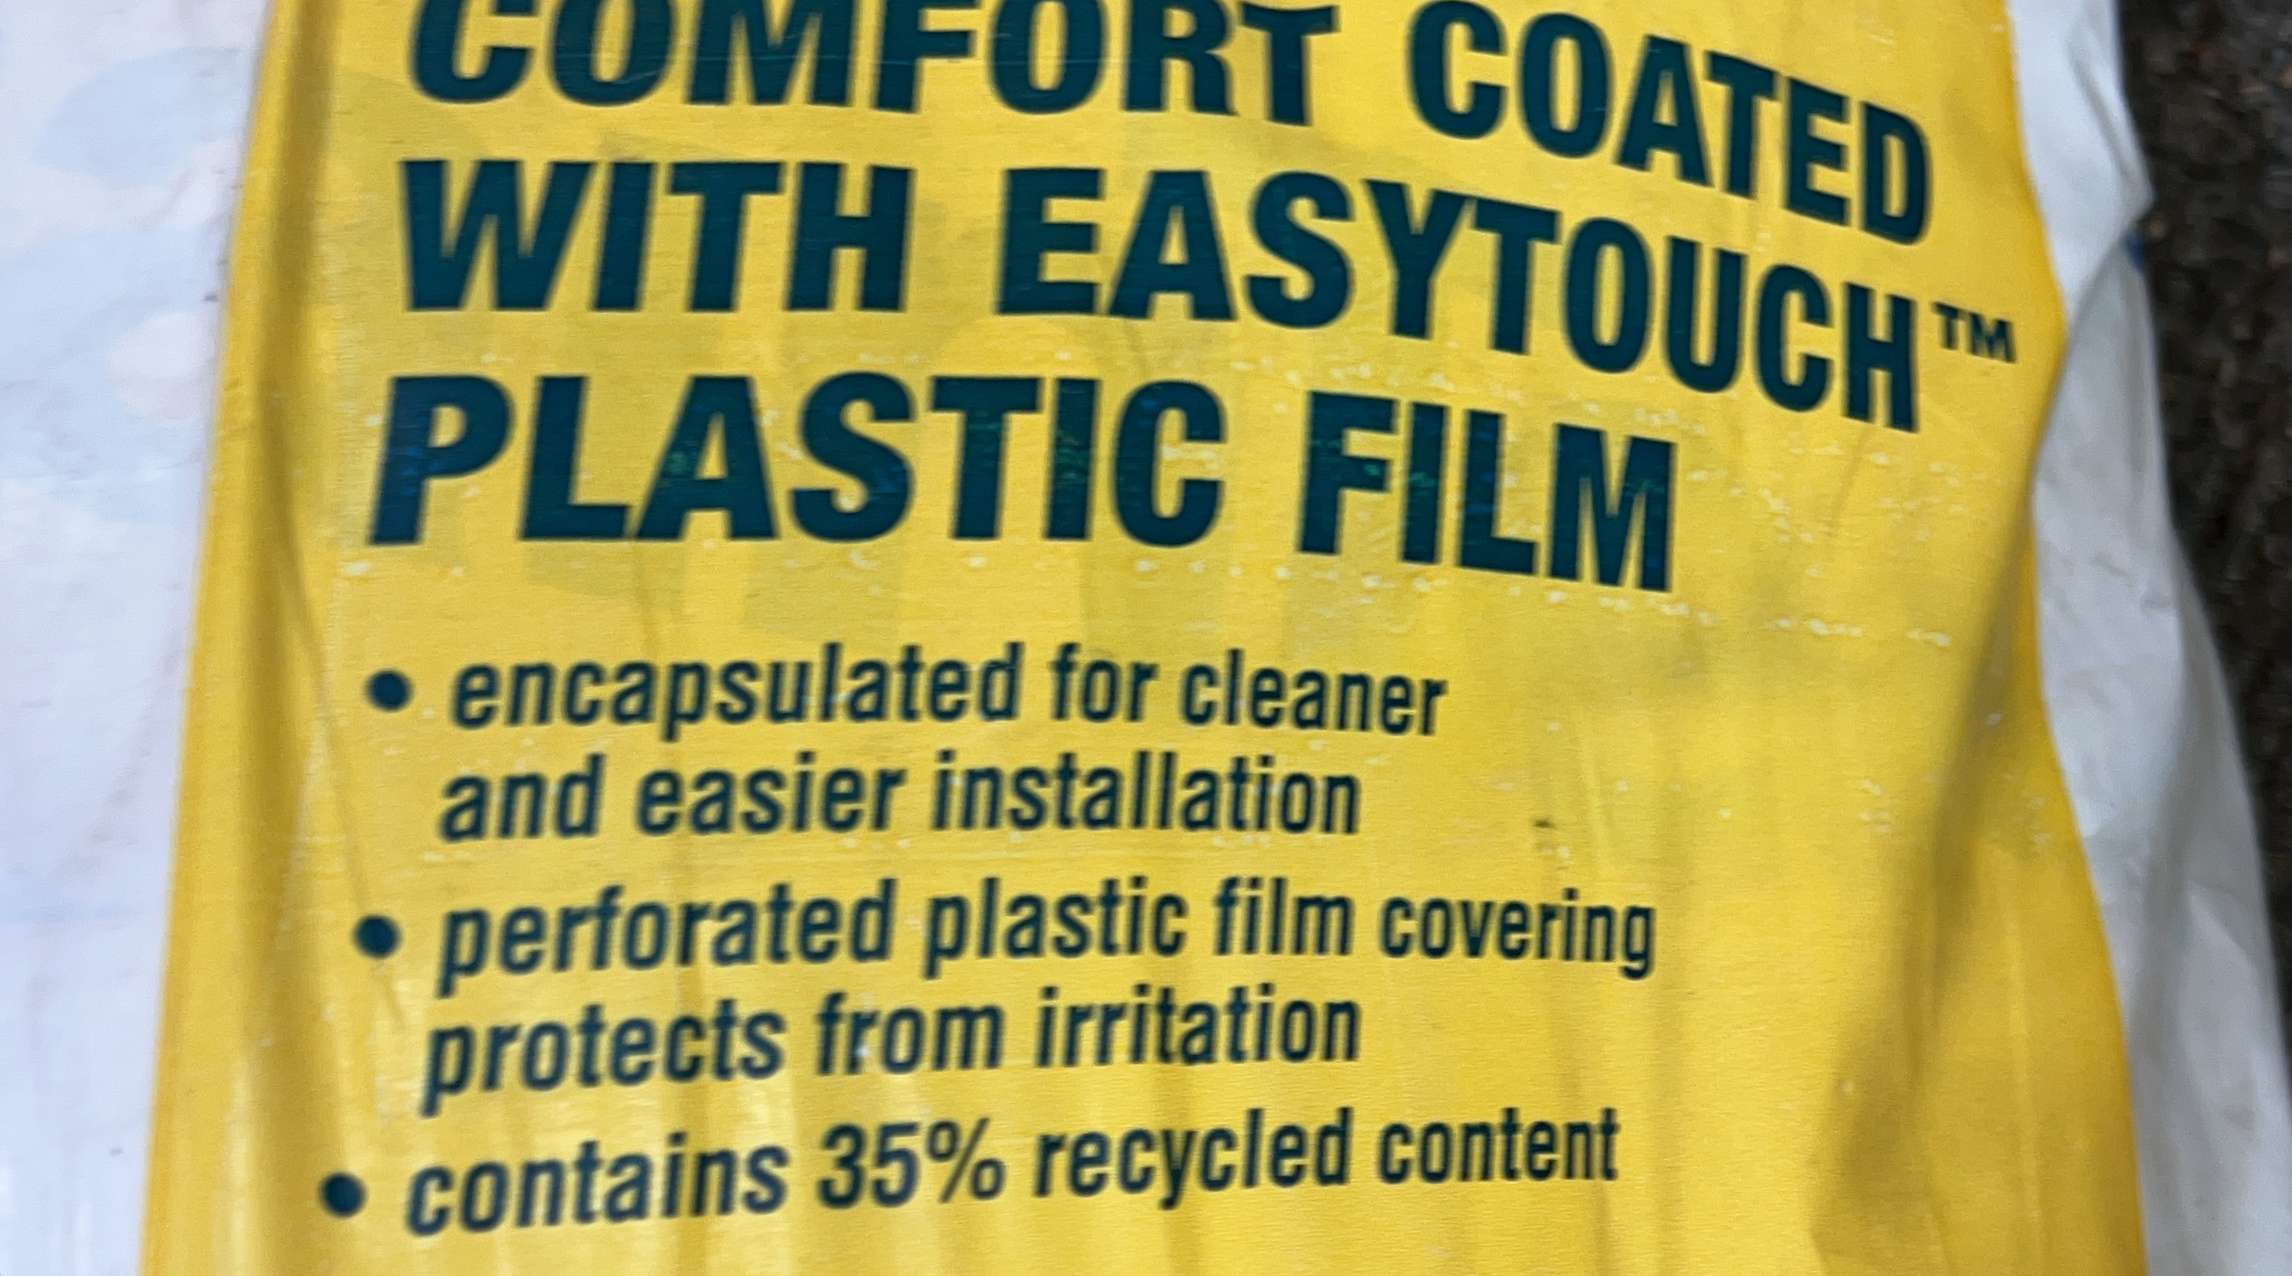 COMFORT COATED
WITH EASYTOUCH™
PLASTIC FILM
• encapsulated for cleaner
and easier installation
• perforated plastic film covering
protects from irritation
• contains 35% recycled content